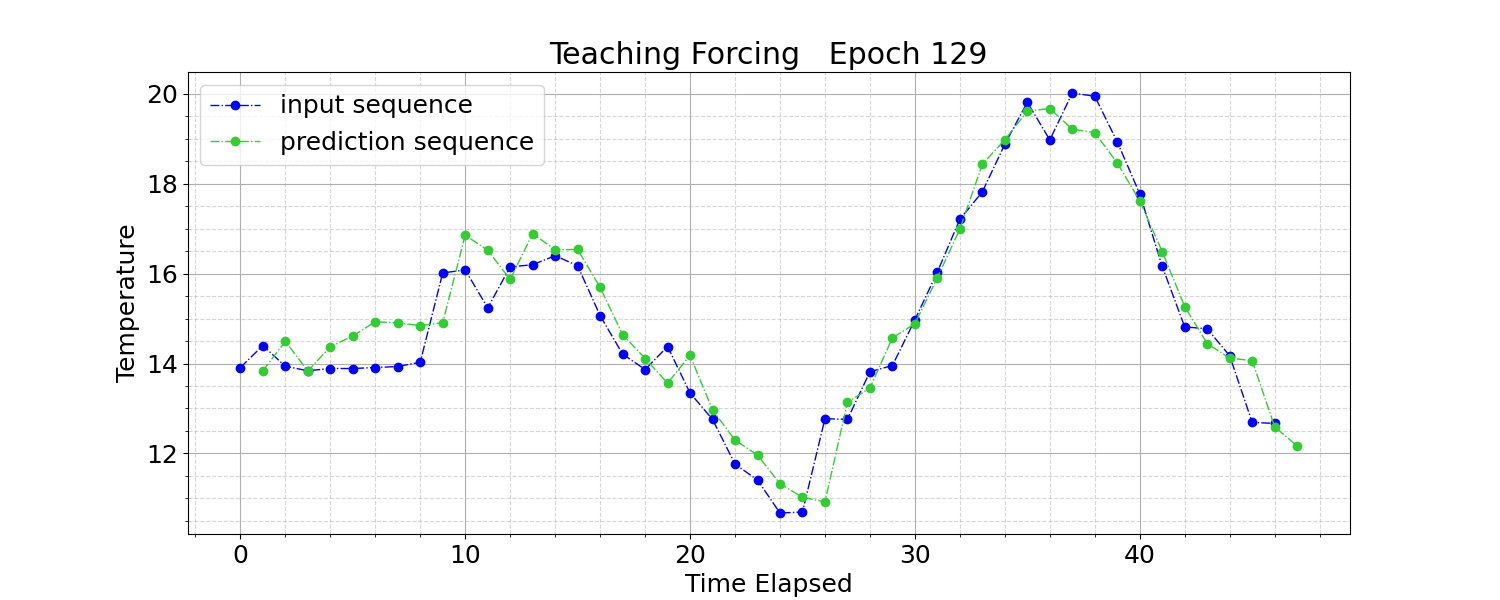 Teaching Forcing   Epoch 129
input sequence
prediction sequence
Temperature
20
18
16
14
12
0 10 20 30 40
Time Elapsed